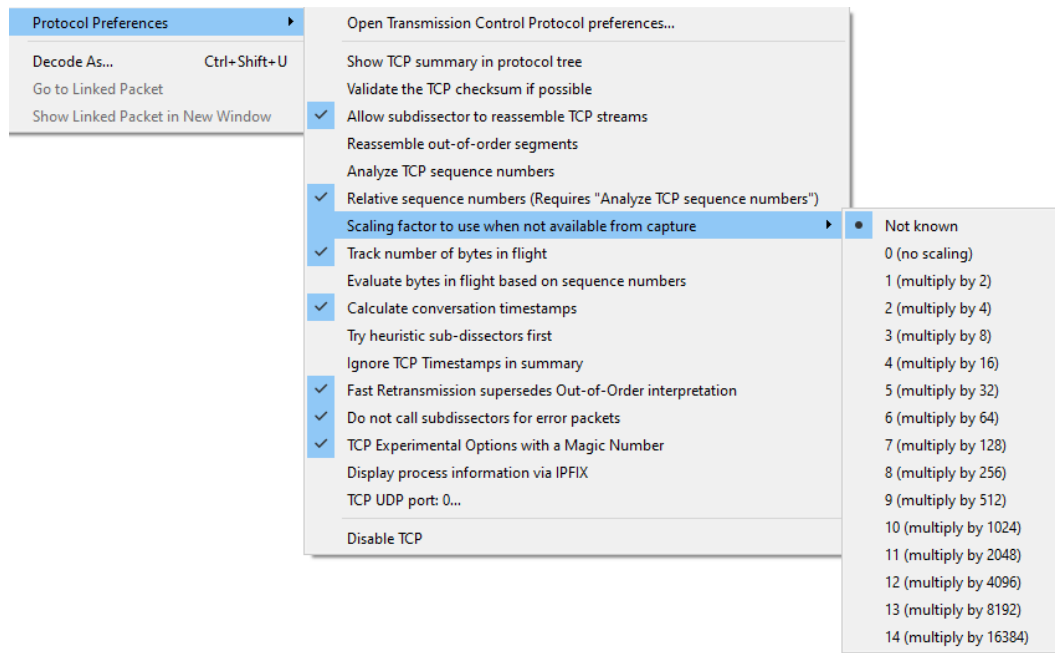 Protocol Preferences
Decode As... Ctrl+Shift+U
Go to Linked Packet
Show Linked Packet in New Window
Open Transmission Control Protocol preferences...
Show TCP summary in protocol tree
Validate the TCP checksum if possible
Allow subdissector to reassemble TCP streams
Reassemble out-of-order segments
Analyze TCP sequence numbers
Relative sequence numbers (Requires "Analyze TCP sequence numbers")
Scaling factor to use when not available from capture
Track number of bytes in flight
Evaluate bytes in flight based on sequence numbers
Calculate conversation timestamps
Try heuristic sub-dissectors first
Ignore TCP Timestamps in summary
Fast Retransmission supersedes Out-of-Order interpretation
Do not call subdissectors for error packets
TCP Experimental Options with a Magic Number
Display process information via IPFIX
TCP UDP port: 0...
Disable TCP
Not known
0 (no scaling)
1 (multiply by 2)
2 (multiply by 4)
3 (multiply by 8)
4 (multiply by 16)
5 (multiply by 32)
6 (multiply by 64)
7 (multiply by 128)
8 (multiply by 256)
9 (multiply by 512)
10 (multiply by 1024)
11 (multiply by 2048)
12 (multiply by 4096)
13 (multiply by 8192)
14 (multiply by 16384)